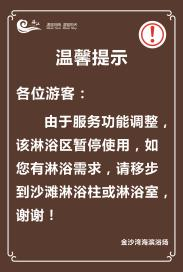 温馨提示
各位游客：
由于服务功能调整，
该淋浴区暂停使用，如
您有淋浴需求，请移步
到沙滩淋浴柱或淋浴室，
谢谢！
金沙湾海滨浴场